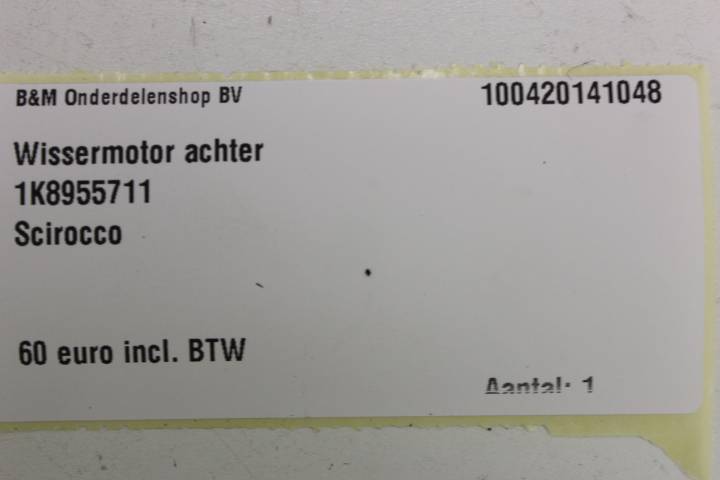 B&M Onderdelenshop BV 100420141048
Wissermotor achter
1K8955711
Scirocco
60 euro incl. BTW
Aantal: 1